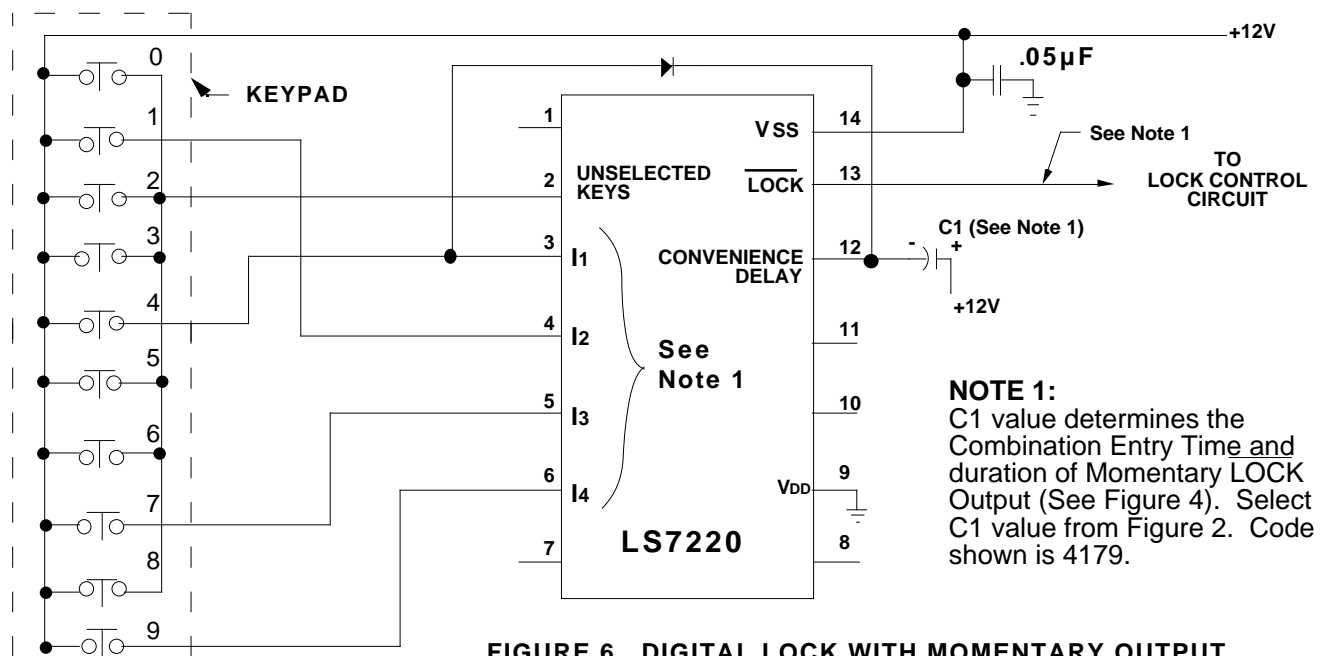 +12V
0
.05µF
KEYPAD
1
1
VSS
14
See Note 1
TO
LOCK CONTROL
CIRCUIT
2
2
UNSELECTED
KEYS
LOCK
13
3
3
I1
CONVENIENCE
DELAY
12
C1 (See Note 1)
- +
+12V
4
4
I2
11
See
Note 1
5
5
I3
10
6
6
I4
VDD
9
7
7
LS7220
8
8
9
NOTE 1:
C1 value determines the
Combination Entry Time and
duration of Momentary LOCK
Output (See Figure 4). Select
C1 value from Figure 2. Code
shown is 4179.
FIGURE 6. DIGITAL LOCK WITH MOMENTARY OUTPUT